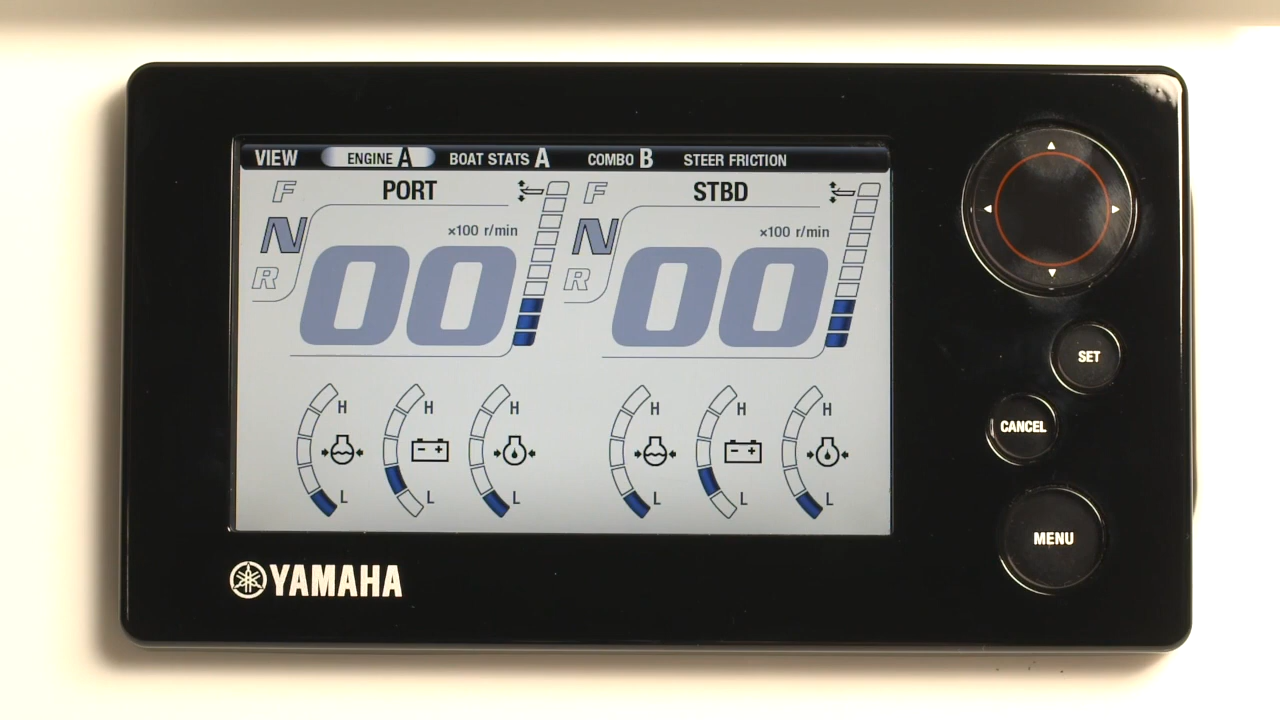 VIEW ENGINE A BOAT STATS A COMBO B STEER FRICTION
F PORT F STBD
×100 r/min ×100 r/min
N 00 N 00
R R
H H H H H H
- + - +
L L L L L L
SET
CANCEL
MENU
YAMAHA